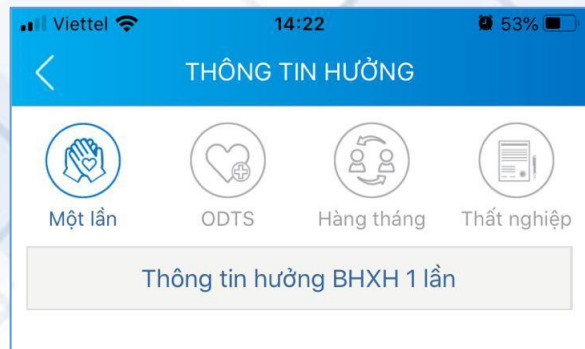 Viettel 14:22 53%
THÔNG TIN HƯỞNG
Một lần ODTS Hàng tháng Thất nghiệp
Thông tin hưởng BHXH 1 lần